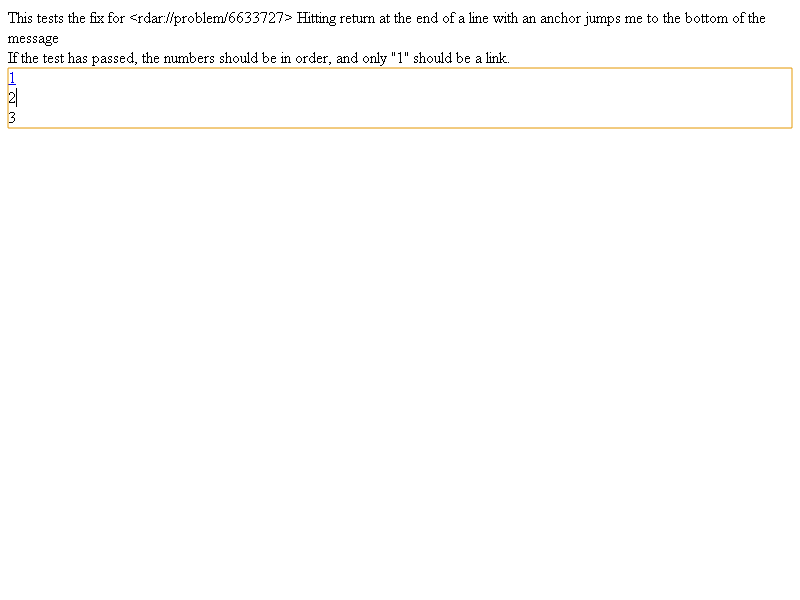 This tests the fix for <rdar://problem/6633727> Hitting return at the end of a line with an anchor jumps me to the bottom of the
message
If the test has passed, the numbers should be in order, and only "1" should be a link.
1
2
3